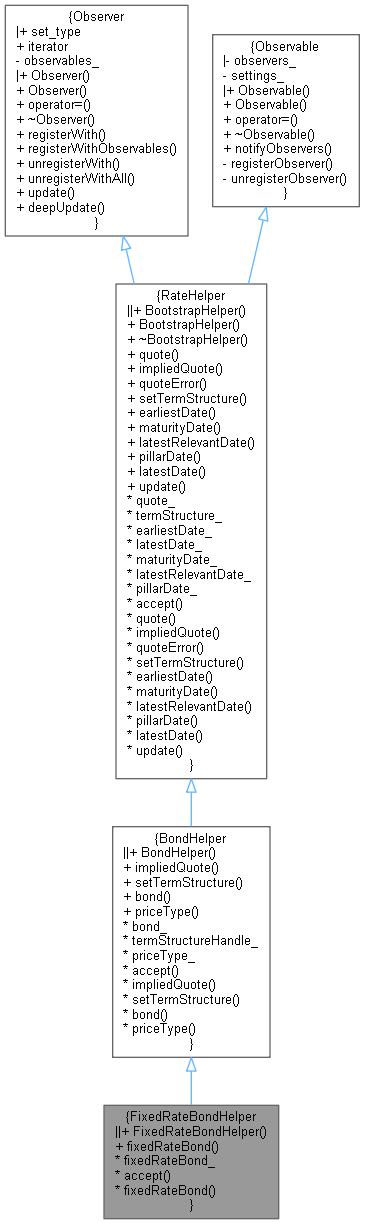 {Observer
|+ set_type
+ iterator
- observables_
|+ Observer()
+ Observer()
+ operator=()
+ ~Observer()
+ registerWith()
+ registerWithObservables()
+ unregisterWith()
+ unregisterWithAll()
+ update()
+ deepUpdate()
}
{Observable
|- observers_
- settings_
|+ Observable()
+ Observable()
+ operator=()
+ ~Observable()
+ notifyObservers()
- registerObserver()
- unregisterObserver()
}
{RateHelper
||+ BootstrapHelper()
+ BootstrapHelper()
+ ~BootstrapHelper()
+ quote()
+ impliedQuote()
+ quoteError()
+ setTermStructure()
+ earliestDate()
+ maturityDate()
+ latestRelevantDate()
+ pillarDate()
+ latestDate()
+ update()
* quote_
* termStructure_
* earliestDate_
* latestDate_
* maturityDate_
* latestRelevantDate_
* pillarDate_
* accept()
* quote()
* impliedQuote()
* quoteError()
* setTermStructure()
* earliestDate()
* maturityDate()
* latestRelevantDate()
* pillarDate()
* latestDate()
* update()
}
{BondHelper
||+ BondHelper()
+ impliedQuote()
+ setTermStructure()
+ bond()
+ priceType()
* bond_
* termStructureHandle_
* priceType_
* accept()
* impliedQuote()
* setTermStructure()
* bond()
* priceType()
}
{FixedRateBondHelper
||+ FixedRateBondHelper()
+ fixedRateBond()
* fixedRateBond_
* accept()
* fixedRateBond()
}